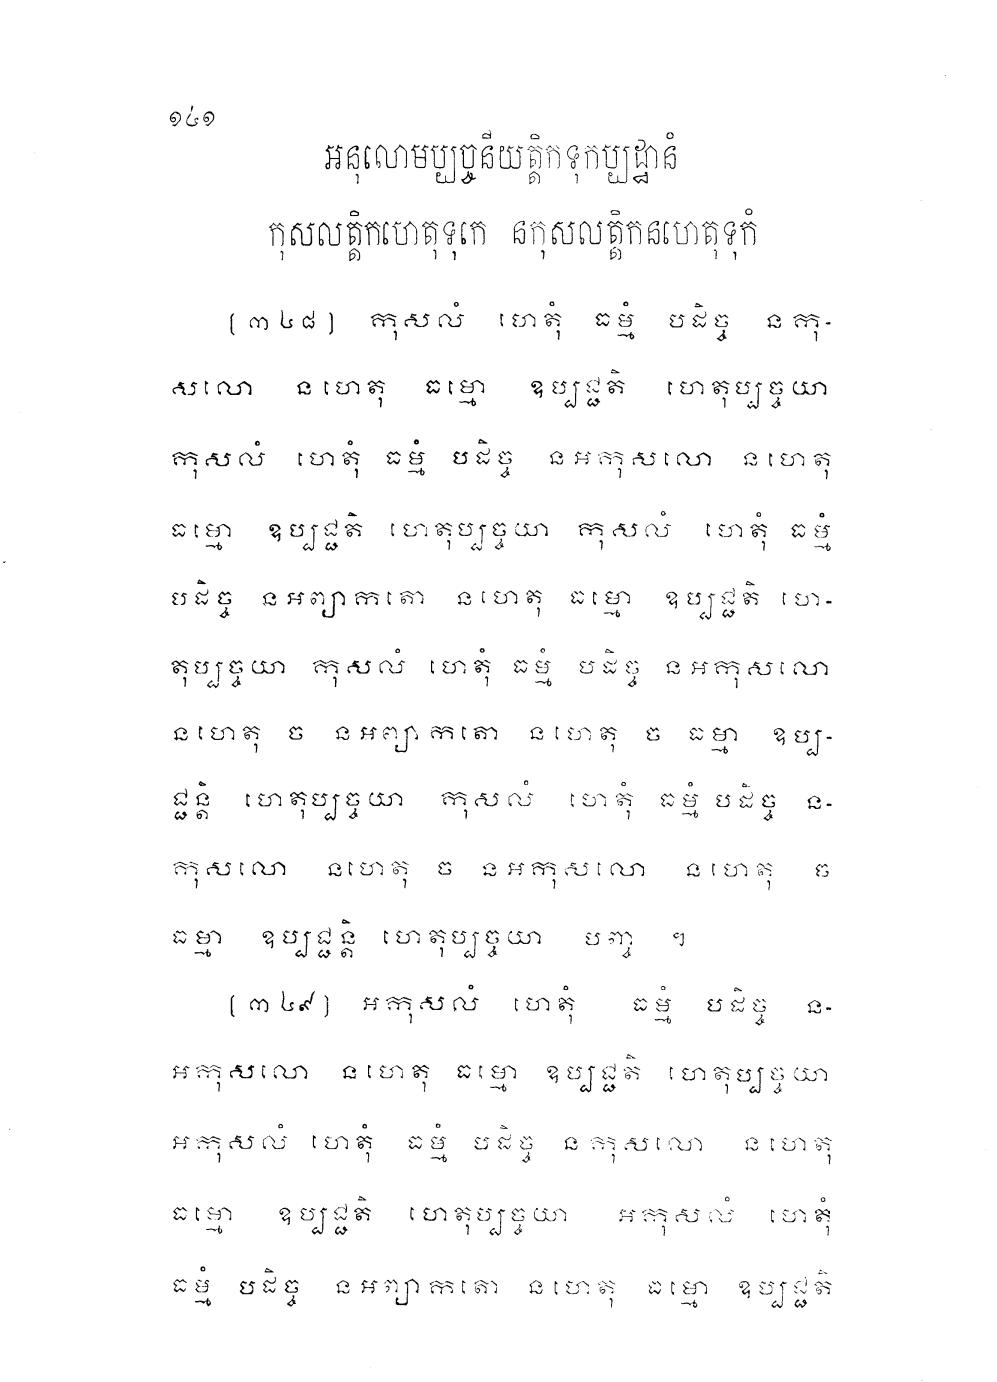 ១៤១
អនុលោមប្បច្ចនីយត្តិកទុកប្បដ្ឋានំ
កុសលត្តិកហេតុទុកេ នកុសលត្តិកនហេតុទុកំ
[៣៤៨] កុសលំ ហេតុំ ធម្មំ បដិច្ច នកុ-
សលោ នហេតុ ធម្មោ ឧប្បជ្ជតិ ហេតុប្បច្ចយា
កុសលំ ហេតុំ ធម្មំ បដិច្ច នអកុសលោ នហេតុ
ធម្មោ ឧប្បជ្ជតិ ហេតុប្បច្ចយា កុសលំ ហេតុំ ធម្មំ
បដិច្ច នអព្យាកតោ នហេតុ ធម្មោ ឧប្បជ្ជតិ ហេ-
តុប្បច្ចយា កុសលំ ហេតុំ ធម្មំ បដិច្ច នអកុសលោ
នហេតុ ច នអព្យាកតោ នហេតុ ច ធម្មា ឧប្ប-
ជ្ជន្តិ ហេតុប្បច្ចយា កុសលំ ហេតុំ ធម្មំ បដិច្ច ន-
កុសលោ នហេតុ ច នអកុសលោ នហេតុ ច
ធម្មា ឧប្បជ្ជន្តិ ហេតុប្បច្ចយា បញ្ច ។
[៣៤៩] អកុសលំ ហេតុំ ធម្មំ បដិច្ច ន-
អកុសលោ នហេតុ ធម្មោ ឧប្បជ្ជតិ ហេតុប្បច្ចយា
អកុសលំ ហេតុំ ធម្មំ បដិច្ច នកុសលោ នហេតុ
ធម្មោ ឧប្បជ្ជតិ ហេតុប្បច្ចយា អកុសលំ ហេតុំ
ធម្មំ បដិច្ច នអព្យាកតោ នហេតុ ធម្មោ ឧប្បជ្ជតិ